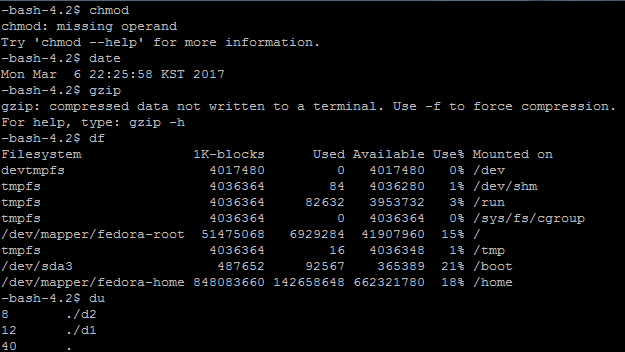 -bash-4.2$ chmod
chmod: missing operand
Try 'chmod --help' for more information.
-bash-4.2$ date
Mon Mar  6 22:25:58 KST 2017
-bash-4.2$ gzip
gzip: compressed data not written to a terminal. Use -f to force compression.
For help, type: gzip -h
-bash-4.2$ df
Filesystem              1K-blocks      Used Available Use% Mounted on
devtmpfs                  4017480         0   4017480   0% /dev
tmpfs                     4036364        84   4036280   1% /dev/shm
tmpfs                     4036364     82632   3953732   3% /run
tmpfs                     4036364         0   4036364   0% /sys/fs/cgroup
/dev/mapper/fedora-root  51475068   6929284  41907960  15% /
tmpfs                     4036364        16   4036348   1% /tmp
/dev/sda3                  487652     92567    365389  21% /boot
/dev/mapper/fedora-home 848083660 142658648 662321780  18% /home
-bash-4.2$ du
8       ./d2
12      ./d1
40      .